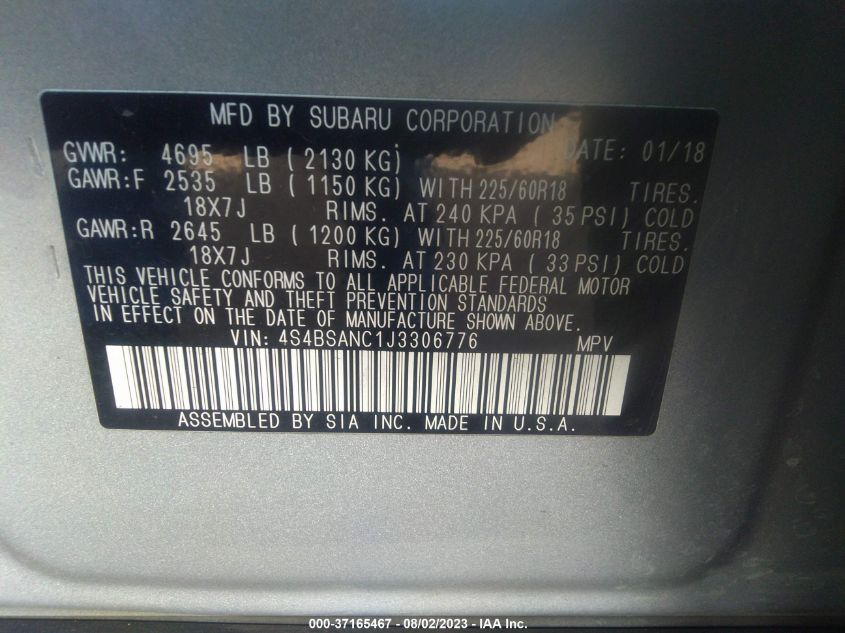 MFD BY SUBARU CORPORATION
GVWR: 4695 LB ( 2130 KG) DATE: 01/18
GAWR:F 2535 LB ( 1150 KG) WITH 225/60R18 TIRES.
18X7J RIMS. AT 240 KPA ( 35 PSI) COLD
GAWR:R 2645 LB ( 1200 KG) WITH 225/60R18 TIRES.
18X7J RIMS. AT 230 KPA ( 33 PSI) COLD
THIS VEHICLE CONFORMS TO ALL APPLICABLE FEDERAL MOTOR
VEHICLE SAFETY AND THEFT PREVENTION STANDARDS
IN EFFECT ON THE DATE OF MANUFACTURE SHOWN ABOVE.
VIN: 4S4BSANC1J3306776 MPV
ASSEMBLED BY SIA INC. MADE IN U.S.A.
000-37165467 - 08/02/2023 - IAA Inc.